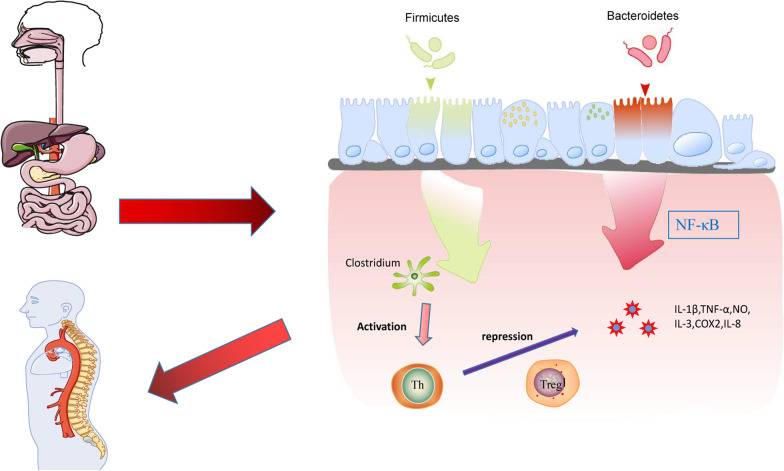 Firmicutes
Bacteroidetes
NF-κB
Clostridium
Activation
repression
IL-1β,TNF-α,NO,
IL-3,COX2,IL-8
Th
Treg